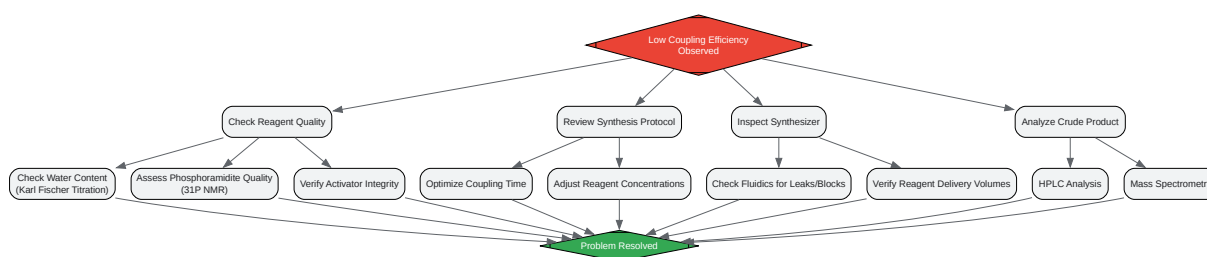 Low Coupling Efficiency
Observed
Check Reagent Quality
Review Synthesis Protocol
Inspect Synthesizer
Analyze Crude Product
Check Water Content
(Karl Fischer Titration)
Assess Phosphoramidite Quality
(31P NMR)
Verify Activator Integrity
Optimize Coupling Time
Adjust Reagent Concentrations
Check Fluidics for Leaks/Blocks
Verify Reagent Delivery Volumes
HPLC Analysis
Mass Spectrometr
Problem Resolved